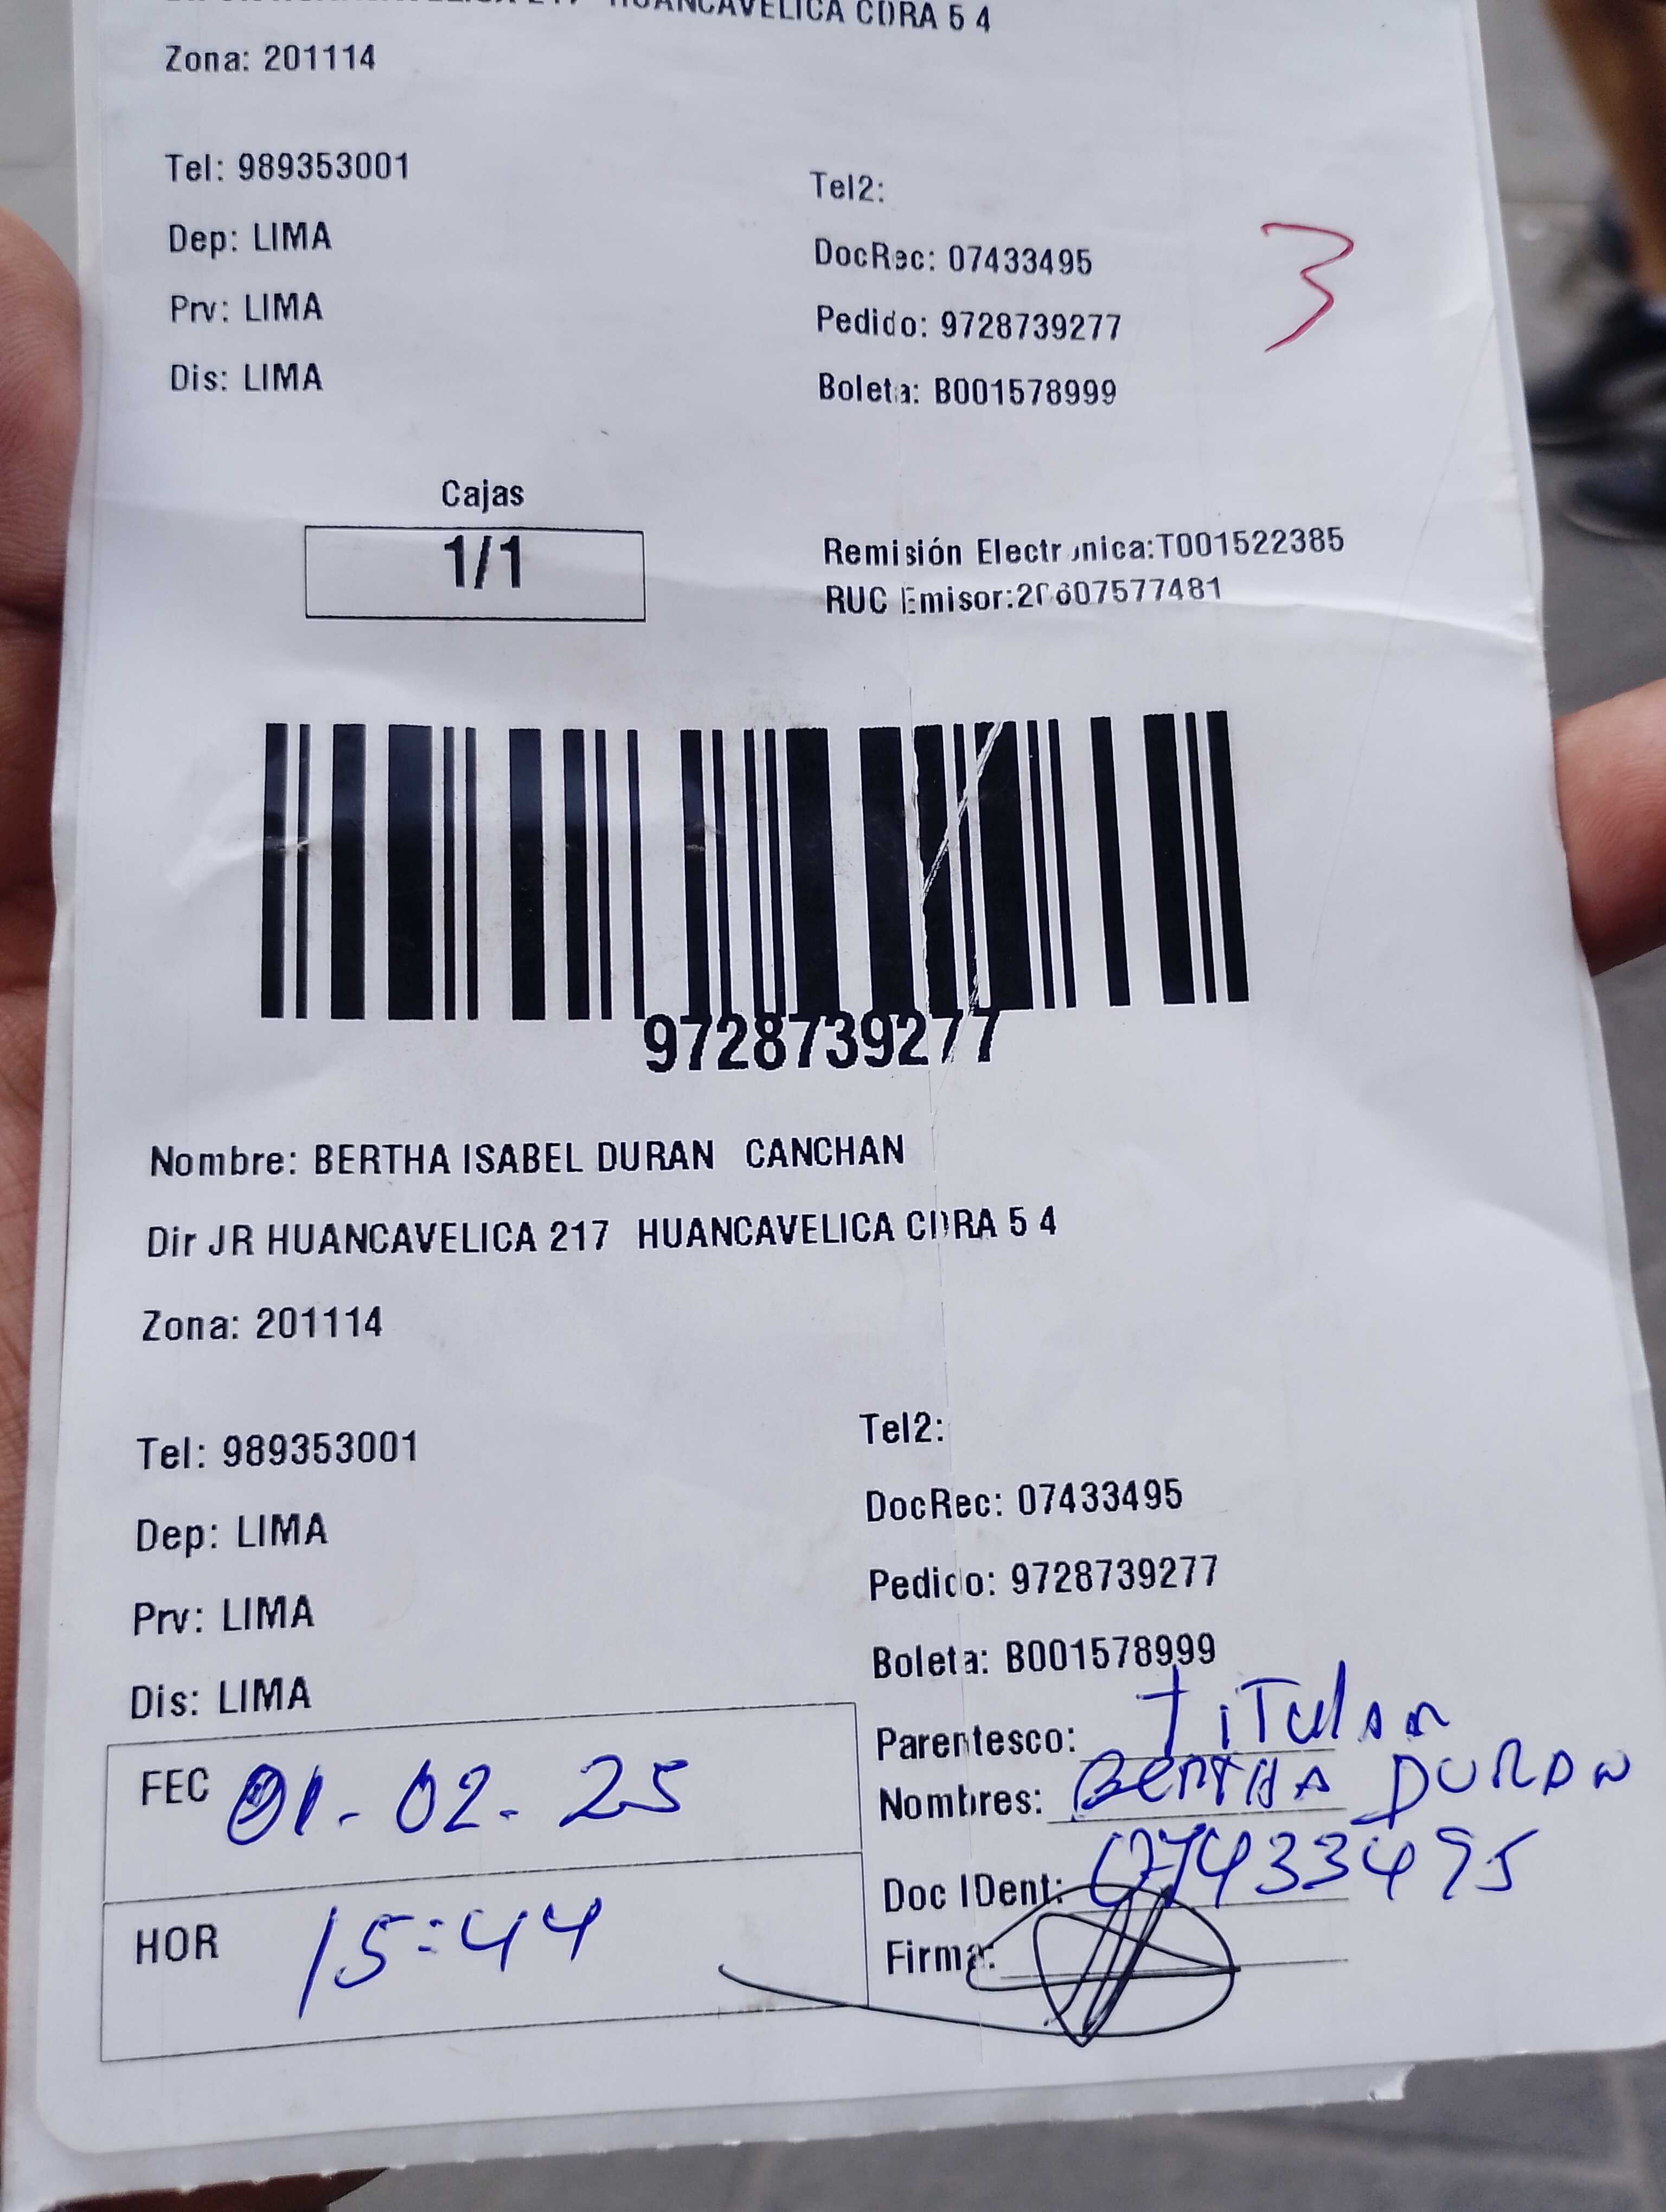 HUANCAVELICA CDRA 5 4
Zona: 201114
Tel: 989353001
Tel2:
Dep: LIMA
DocRec: 07433495
Prv: LIMA
Pedido: 9728739277
Dis: LIMA
Boleta: B001578999
3
Cajas
1/1
Remisión Electrónica:T001522385
RUC Emisor:20607577481
9728739277
Nombre: BERTHA ISABEL DURAN CANCHAN
Dir JR HUANCAVELICA 217 HUANCAVELICA CDRA 5 4
Zona: 201114
Tel: 989353001
Tel2:
Dep: LIMA
DocRec: 07433495
Prv: LIMA
Pedido: 9728739277
Dis: LIMA
Boleta: B001578999
Parentesco: TiTular
FEC 01-02-25
Nombres: BERTHA DURAN
Doc IDent: 07433495
HOR 15:44
Firma: